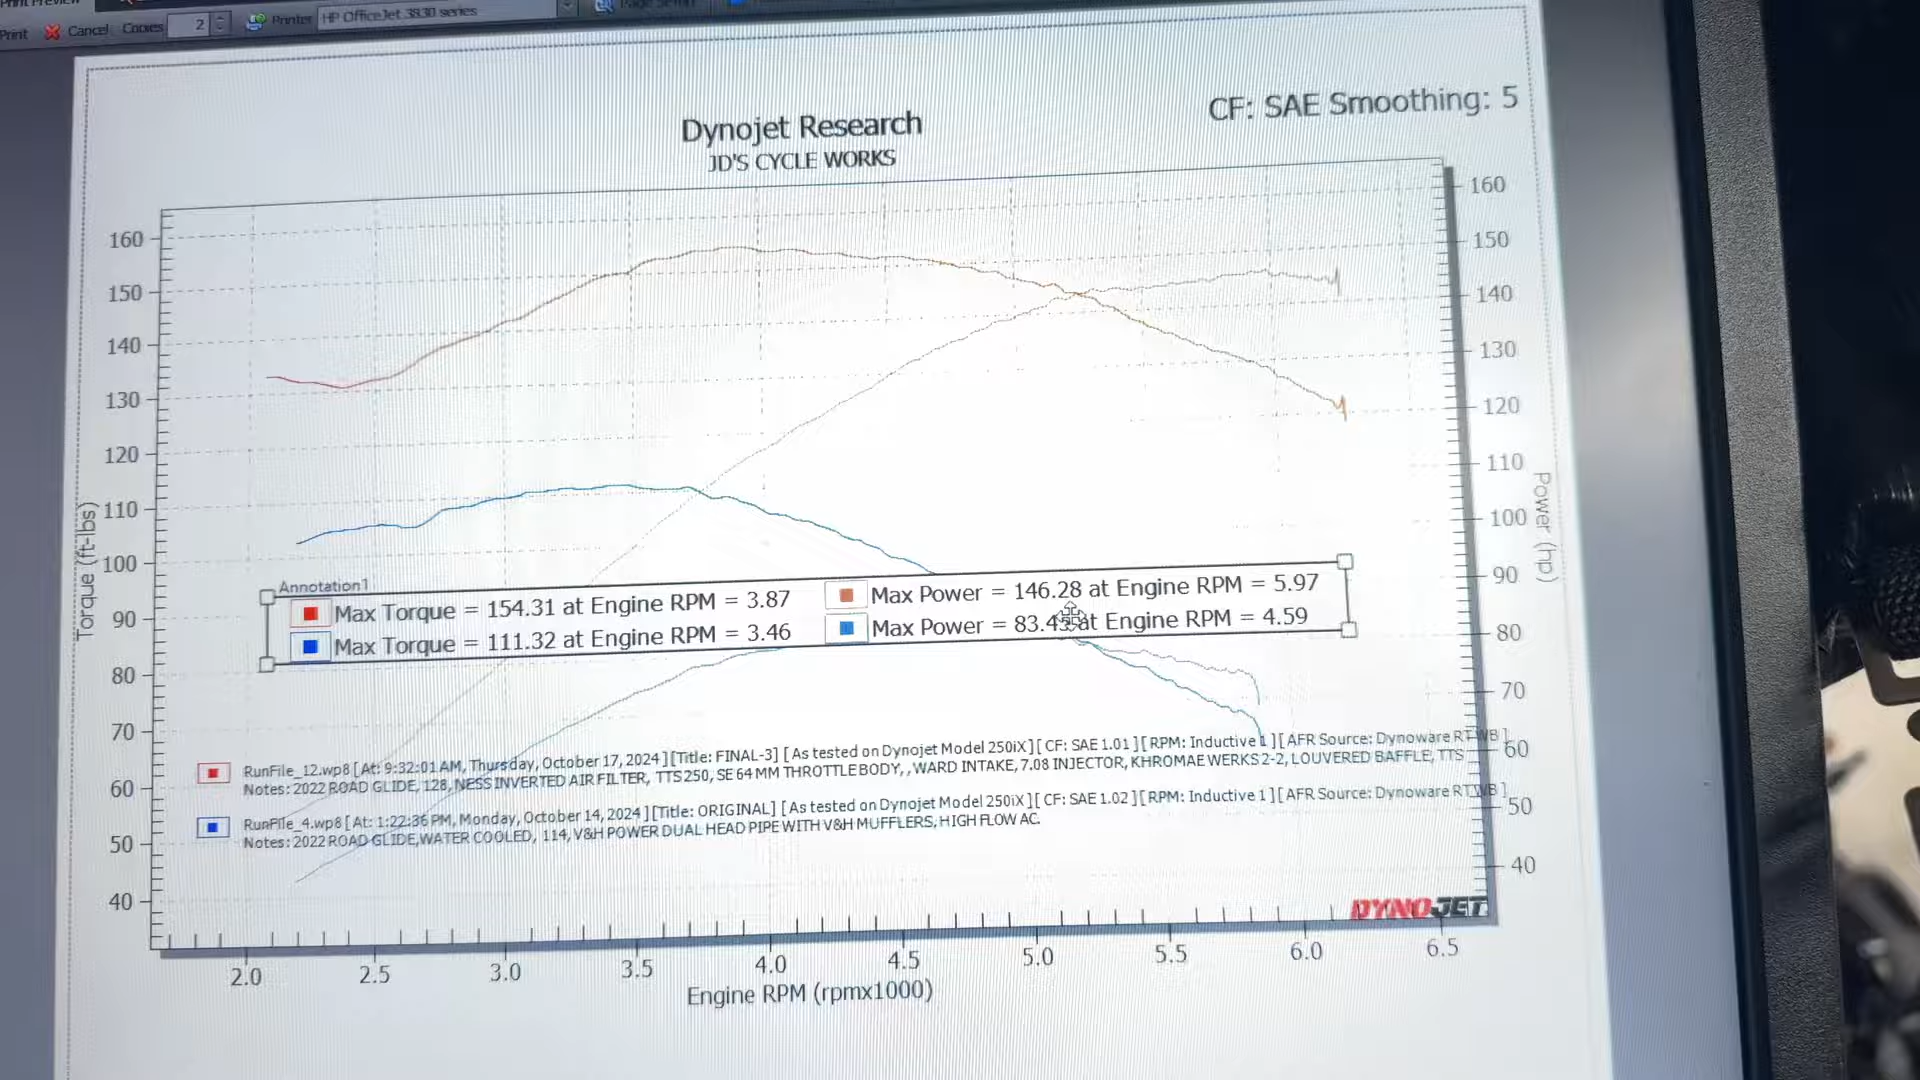 Print Cancel Copies 2 Printer HP OfficeJet 3830 series Page Setup
CF: SAE Smoothing: 5
Dynojet Research
JD'S CYCLE WORKS
160
150
140
130
120
110
100
90
80
70
60
50
40
Torque (ft-lbs)
160
150
140
130
120
110
100
90
80
70
60
50
40
Power (hp)
Annotation1
Max Torque = 154.31 at Engine RPM = 3.87 Max Power = 146.28 at Engine RPM = 5.97
Max Torque = 111.32 at Engine RPM = 3.46 Max Power = 83.43 at Engine RPM = 4.59
RunFile_12.wp8 [ At: 9:32:01 AM, Thursday, October 17, 2024 ] [Title: FINAL-3] [ As tested on Dynojet Model 250iX ] [ CF: SAE 1.01 ] [ RPM: Inductive 1 ] [ AFR Source: Dynoware RT WB ]
Notes: 2022 ROAD GLIDE, 128, NESS INVERTED AIR FILTER, TTS 250, SE 64 MM THROTTLE BODY, , WARD INTAKE, 7.08 INJECTOR, KHROMAE WERKS 2-2, LOUVERED BAFFLE, TTS
RunFile_4.wp8 [ At: 1:22:36 PM, Monday, October 14, 2024 ] [Title: ORIGINAL] [ As tested on Dynojet Model 250iX ] [ CF: SAE 1.02 ] [ RPM: Inductive 1 ] [ AFR Source: Dynoware RT WB ]
Notes: 2022 ROAD GLIDE,WATER COOLED, 114, V&H POWER DUAL HEAD PIPE WITH V&H MUFFLERS, HIGH FLOW AC.
DYNOJET
2.0 2.5 3.0 3.5 4.0 4.5 5.0 5.5 6.0 6.5
Engine RPM (rpmx1000)